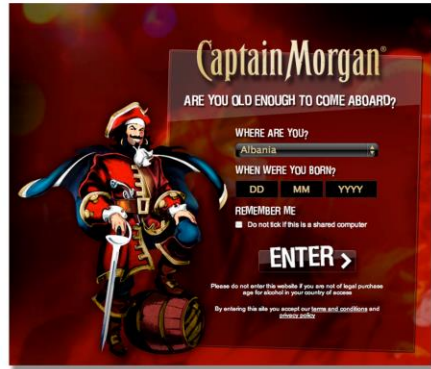 Captain Morgan®
ARE YOU OLD ENOUGH TO COME ABOARD?
WHERE ARE YOU?
Albania
WHEN WERE YOU BORN?
DD MM YYYY
REMEMBER ME
Do not tick if this is a shared computer
ENTER >
Please do not enter this website if you are not of legal purchase
age for alcohol in your country of access
By entering this site you accept our terms and conditions and
privacy policy